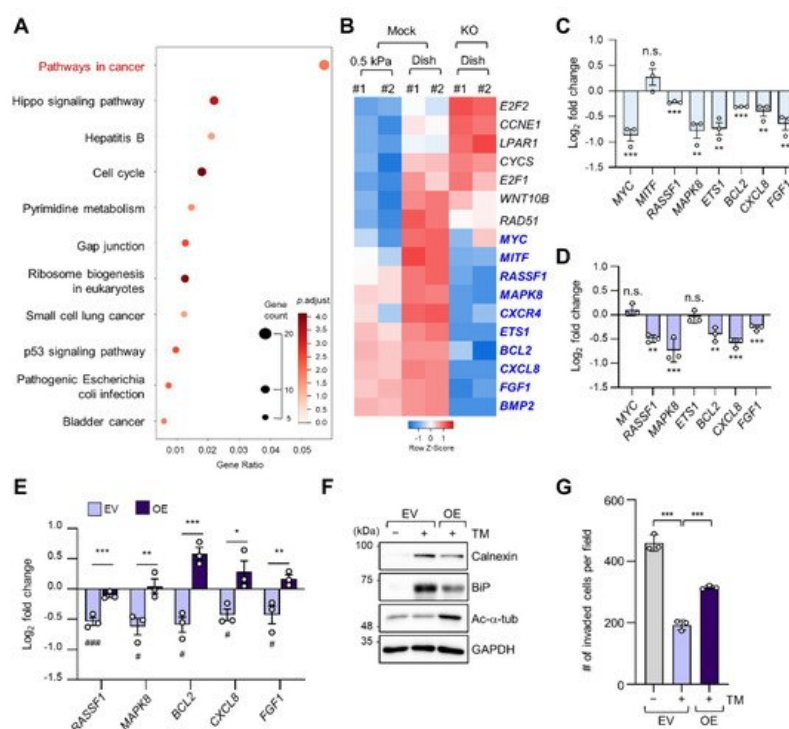 A
Pathways in cancer
Hippo signaling pathway
Hepatitis B
Cell cycle
Pyrimidine metabolism
Gap junction
Ribosome biogenesis
in eukaryotes
Small cell lung cancer
p53 signaling pathway
Pathogenic Escherichia
coli infection
Bladder cancer
Gene
count
20
10
5
p.adjust
4.0
3.5
3.0
2.5
2.0
1.5
1.0
0.5
0.0
0.01 0.02 0.03 0.04 0.05
Gene Ratio
B
Mock KO
0.5 kPa Dish Dish
#1 #2 #1 #2 #1 #2
E2F2
CCNE1
LPAR1
CYCS
E2F1
WNT10B
RAD51
MYC
MITF
RASSF1
MAPK8
CXCR4
ETS1
BCL2
CXCL8
FGF1
BMP2
-1 0 1
Row Z-Score
C
Log2 fold change
1.0
0.5
0.0
-0.5
-1.0
-1.5
n.s.
*** *** ** ** *** ** **
MYC MITF RASSF1 MAPK8 ETS1 BCL2 CXCL8 FGF1
D
Log2 fold change
0.5
0.0
-0.5
-1.0
-1.5
n.s. n.s.
** *** ** *** ***
MYC RASSF1 MAPK8 ETS1 BCL2 CXCL8 FGF1
E
EV OE
Log2 fold change
1.0
0.5
0.0
-0.5
-1.0
-1.5
*** ** *** * **
### # # # #
RASSF1 MAPK8 BCL2 CXCL8 FGF1
F
EV OE
(kDa) − + + TM
100
75
48
35
Calnexin
BiP
Ac-α-tub
GAPDH
G
# of invaded cells per field
600
400
200
0
*** ***
− + + TM
EV OE